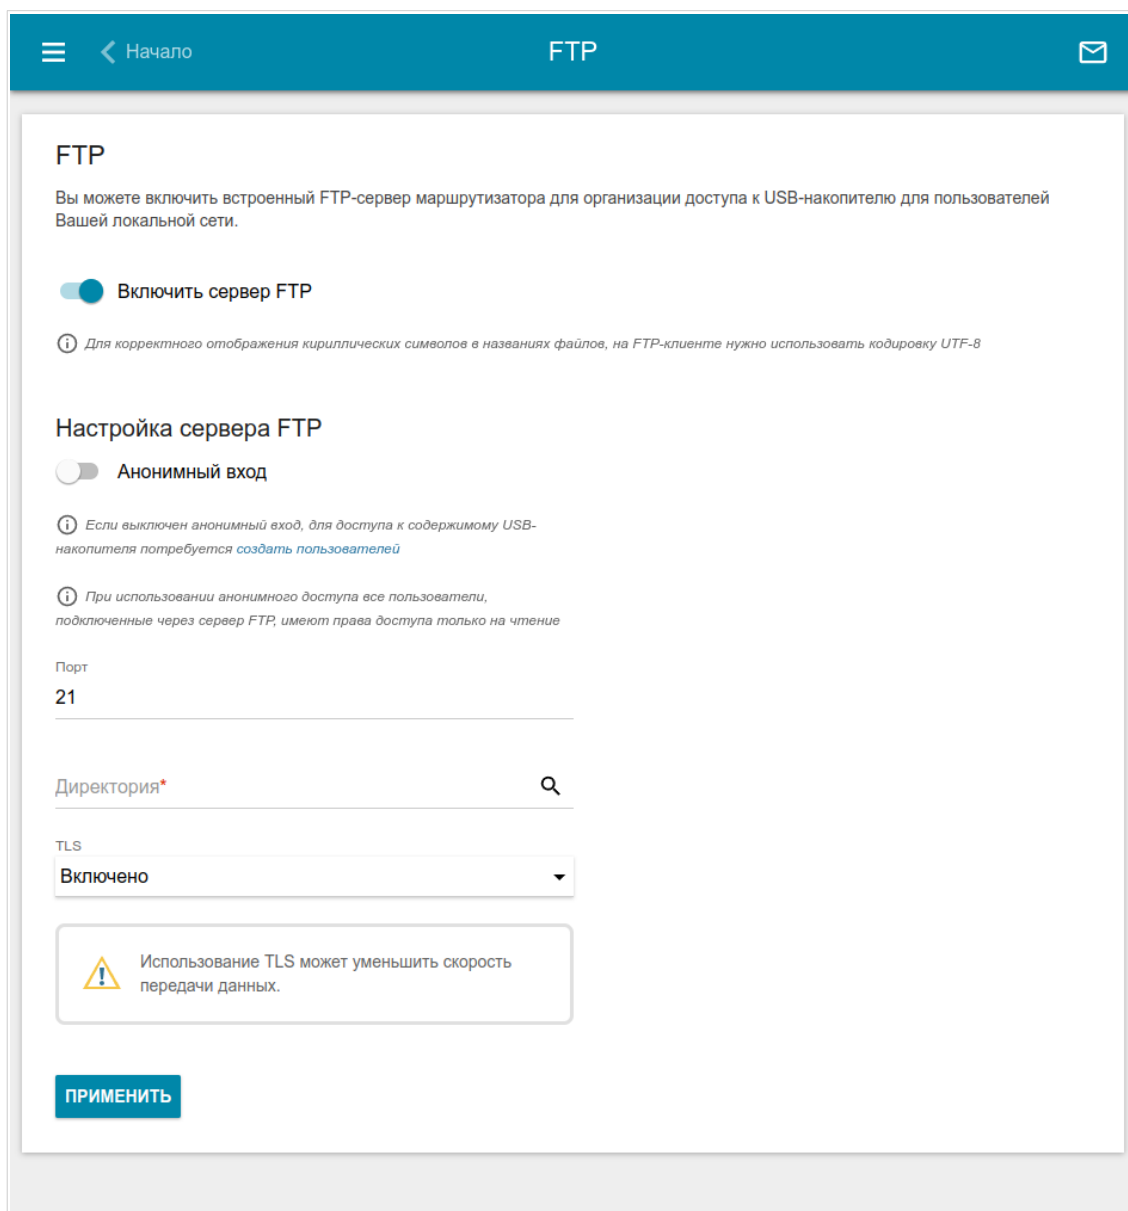 Начало
FTP
FTP
Вы можете включить встроенный FTP-сервер маршрутизатора для организации доступа к USB-накопителю для пользователей
Вашей локальной сети.
Включить сервер FTP
Для корректного отображения кириллических символов в названиях файлов, на FTP-клиенте нужно использовать кодировку UTF-8
Настройка сервера FTP
Анонимный вход
Если выключен анонимный вход, для доступа к содержимому USB-
накопителя потребуется создать пользователей
При использовании анонимного доступа все пользователи,
подключенные через сервер FTP, имеют права доступа только на чтение
Порт
21
Директория*
TLS
Включено
Использование TLS может уменьшить скорость
передачи данных.
ПРИМЕНИТЬ